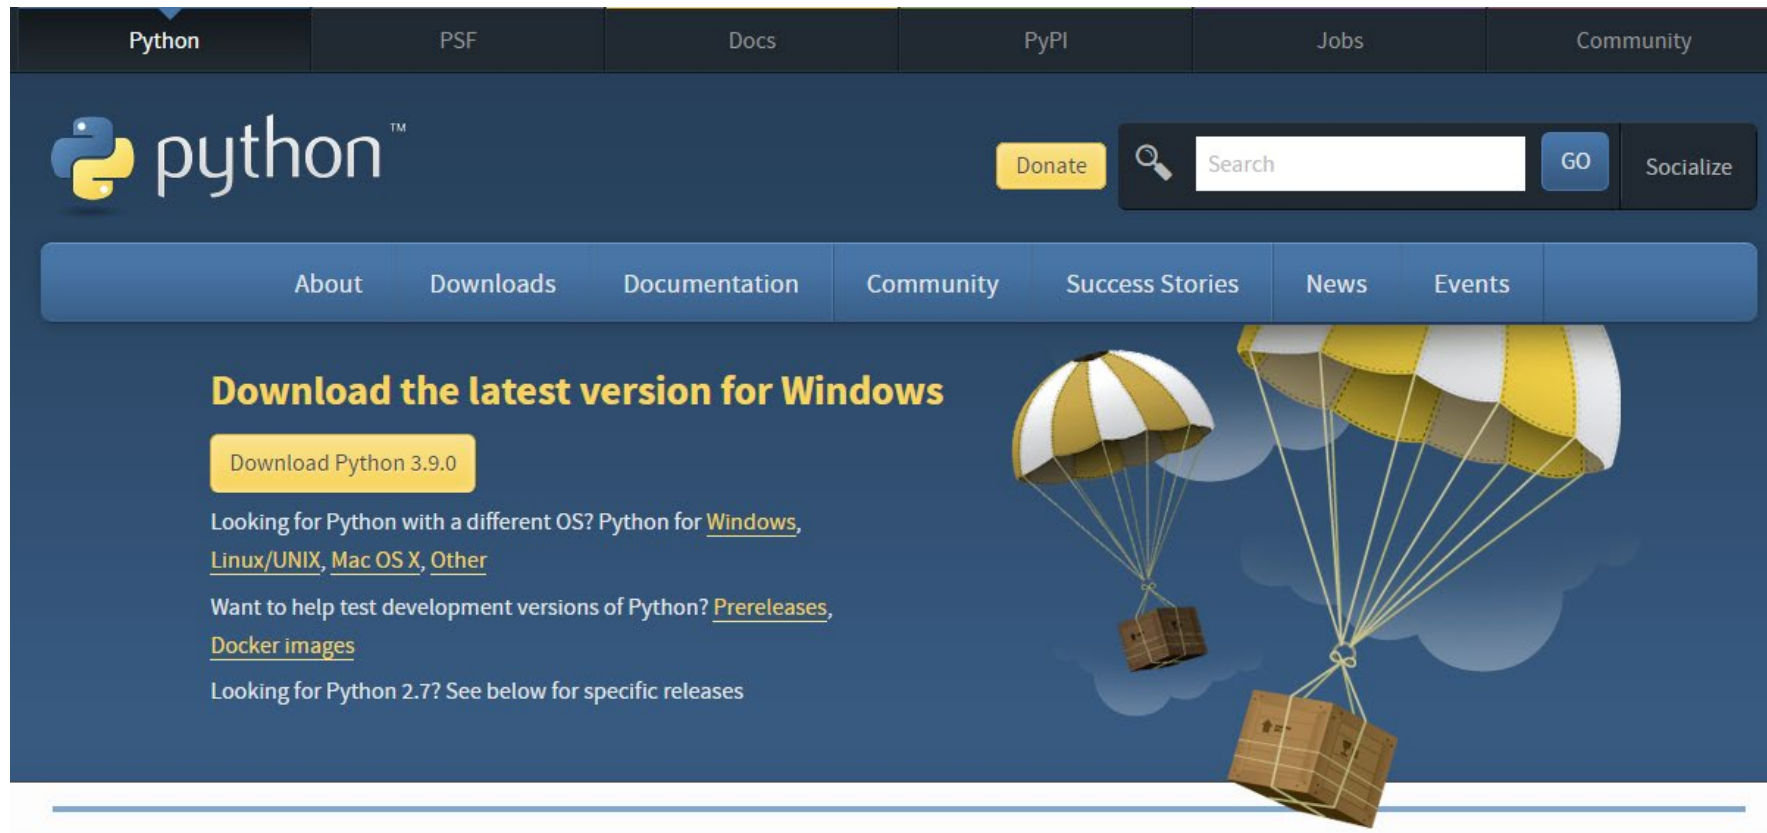 Python PSF Docs PyPI Jobs Community
python™
Donate Search GO Socialize
About Downloads Documentation Community Success Stories News Events
Download the latest version for Windows
Download Python 3.9.0
Looking for Python with a different OS? Python for Windows,
Linux/UNIX, Mac OS X, Other
Want to help test development versions of Python? Prereleases,
Docker images
Looking for Python 2.7? See below for specific releases